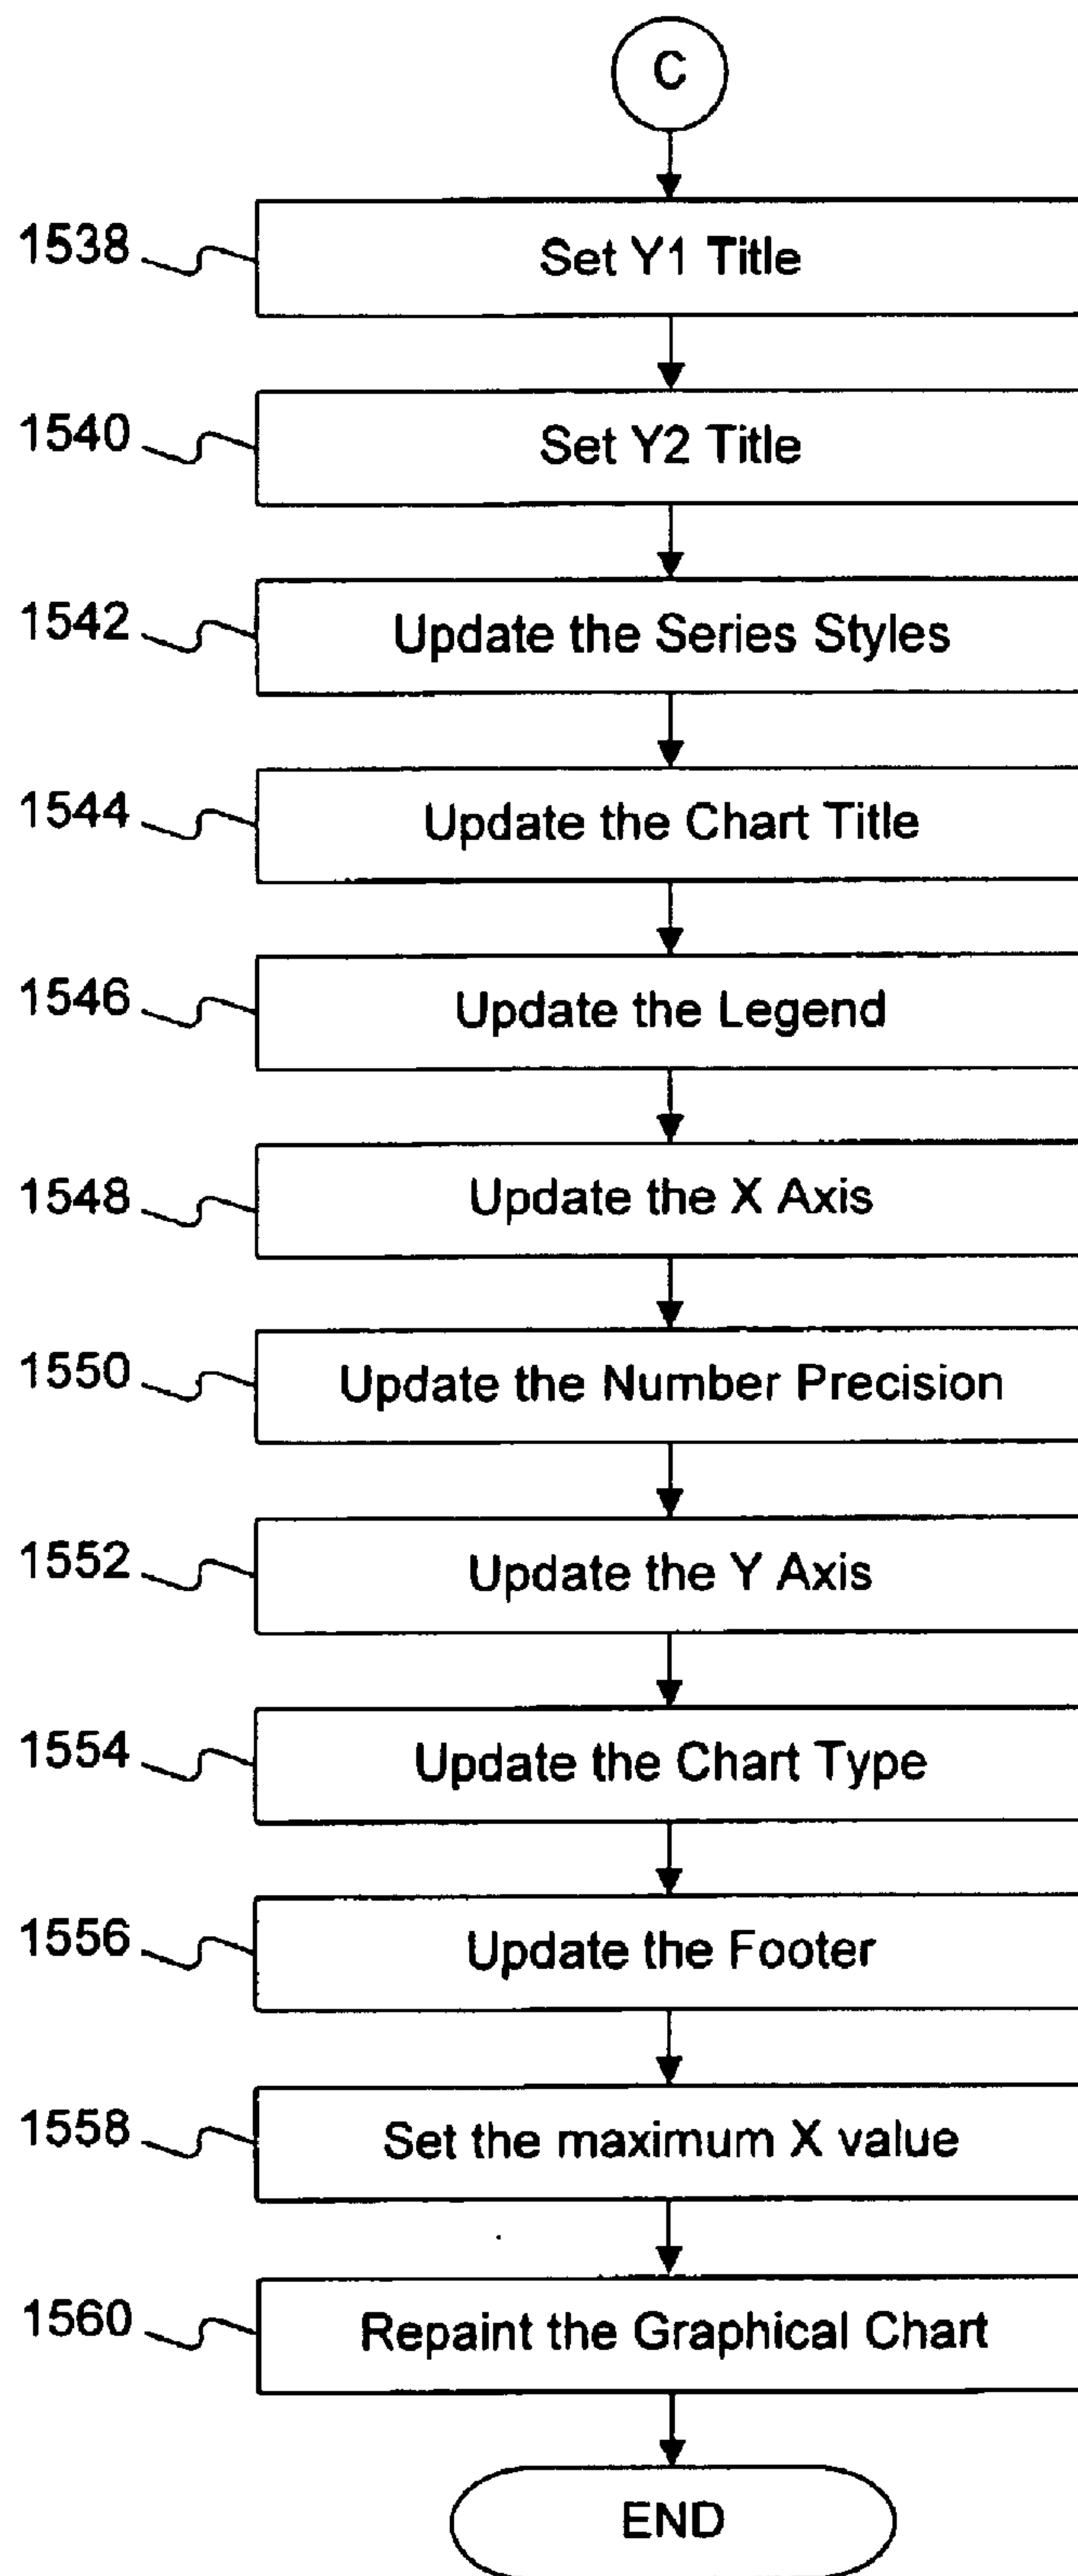 C
1538 Set Y1 Title
1540 Set Y2 Title
1542 Update the Series Styles
1544 Update the Chart Title
1546 Update the Legend
1548 Update the X Axis
1550 Update the Number Precision
1552 Update the Y Axis
1554 Update the Chart Type
1556 Update the Footer
1558 Set the maximum X value
1560 Repaint the Graphical Chart
END